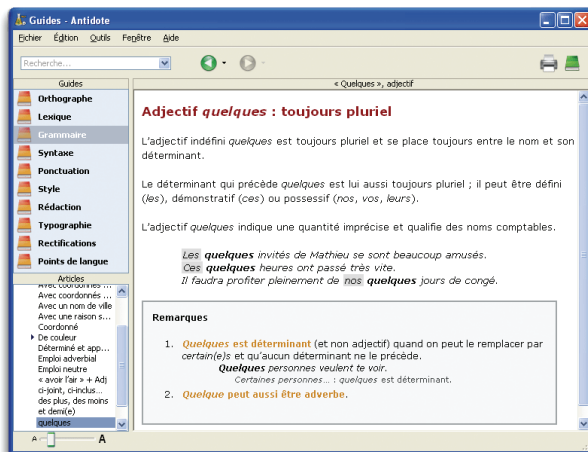 Guides - Antidote
Fichier Édition Outils Fenêtre Aide
Recherche...
Guides
« Quelques », adjectif
Orthographe
Lexique
Grammaire
Syntaxe
Ponctuation
Style
Rédaction
Typographie
Rectifications
Points de langue
Articles
Avec coordonnés ...
Avec coordonnés ...
Avec un nom de ville
Avec une raison s...
Coordonné
De couleur
Déterminé et app...
Emploi adverbial
Emploi neutre
« avoir l'air » + Adj
ci-joint, ci-inclus...
des plus, des moins
et demi(e)
quelques
A A
Adjectif quelques : toujours pluriel
L'adjectif indéfini quelques est toujours pluriel et se place toujours entre le nom et son
déterminant.
Le déterminant qui précède quelques est lui aussi toujours pluriel ; il peut être défini
(les), démonstratif (ces) ou possessif (nos, vos, leurs).
L'adjectif quelques indique une quantité imprécise et qualifie des noms comptables.
Les quelques invités de Mathieu se sont beaucoup amusés.
Ces quelques heures ont passé très vite.
Il faudra profiter pleinement de nos quelques jours de congé.
Remarques
1. Quelques est déterminant (et non adjectif) quand on peut le remplacer par
certain(e)s et qu'aucun déterminant ne le précède.
Quelques personnes veulent te voir.
Certaines personnes... : quelques est déterminant.
2. Quelque peut aussi être adverbe.